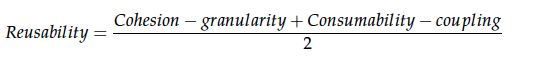 Reusability = (Cohesion − granularity + Consumability − coupling) / 2